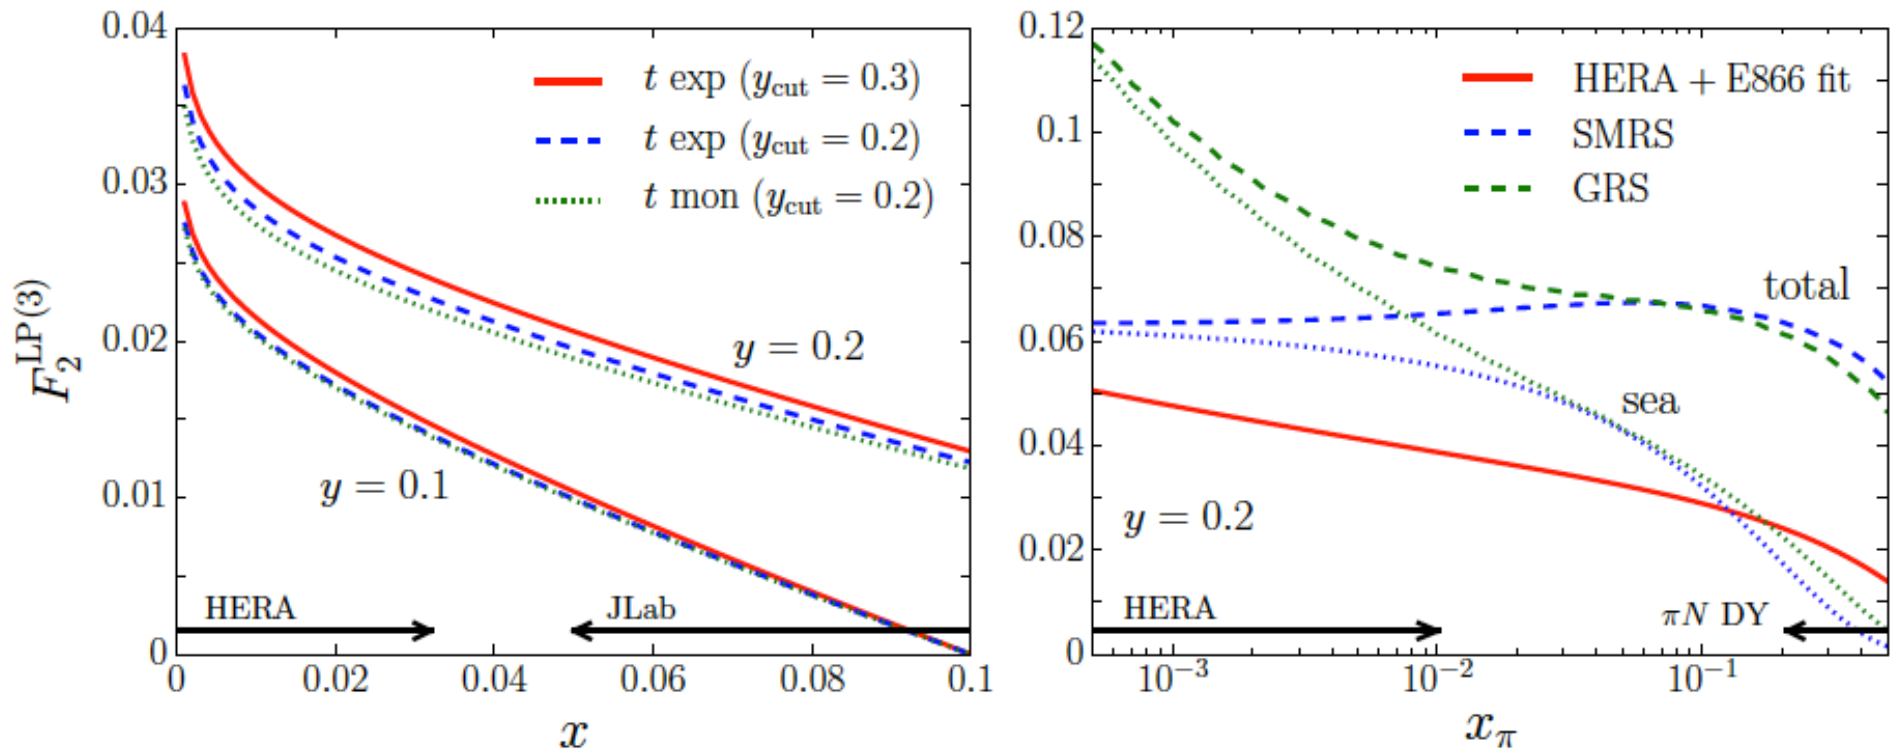 0.04
0.03
0.02
0.01
0
F₂^LP(3)
t exp (y_cut = 0.3)
t exp (y_cut = 0.2)
t mon (y_cut = 0.2)
y = 0.2
y = 0.1
HERA
JLab
0 0.02 0.04 0.06 0.08 0.1
x
0.12
0.1
0.08
0.06
0.04
0.02
0
HERA + E866 fit
SMRS
GRS
total
sea
y = 0.2
HERA
πN DY
10⁻³ 10⁻² 10⁻¹
x_π